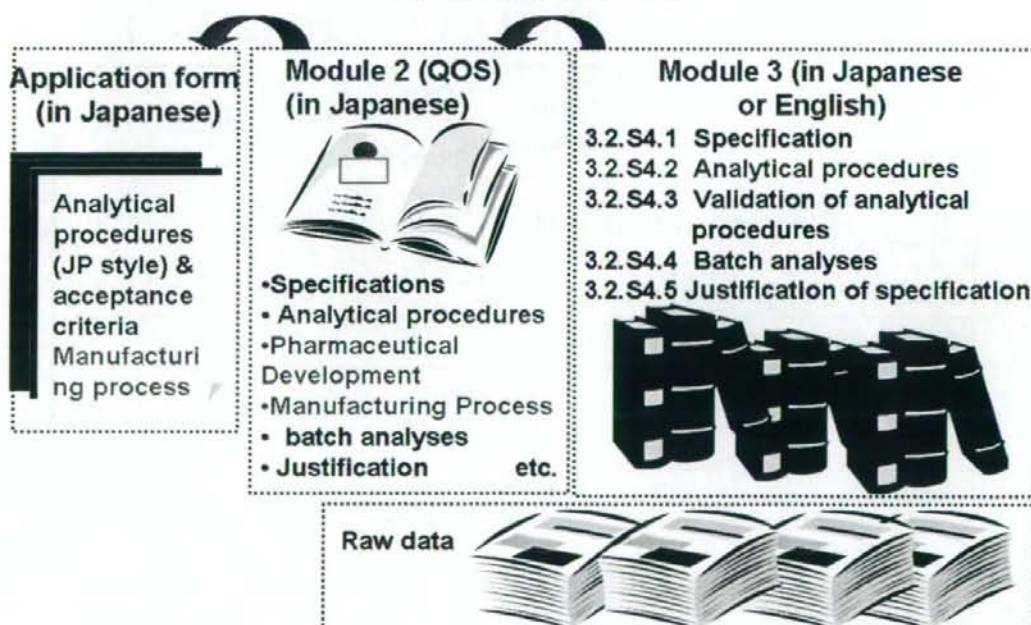 Application form
(in Japanese)
Analytical
procedures
(JP style) &
acceptance
criteria
Manufacturi
ng process
Module 2 (QOS)
(in Japanese)
•Specifications
• Analytical procedures
•Pharmaceutical
Development
•Manufacturing Process
• batch analyses
• Justification etc.
Module 3 (in Japanese
or English)
3.2.S4.1 Specification
3.2.S4.2 Analytical procedures
3.2.S4.3 Validation of analytical
procedures
3.2.S4.4 Batch analyses
3.2.S4.5 Justification of specification
Raw data